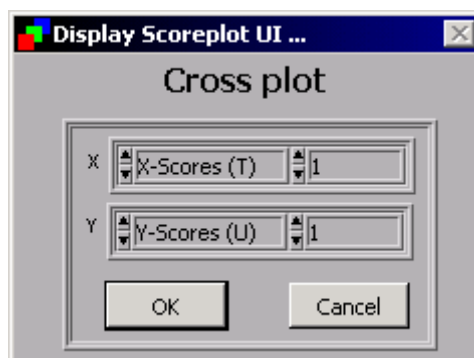 Display Scoreplot UI ...
Cross plot
X X-Scores (T) 1
Y Y-Scores (U) 1
OK Cancel